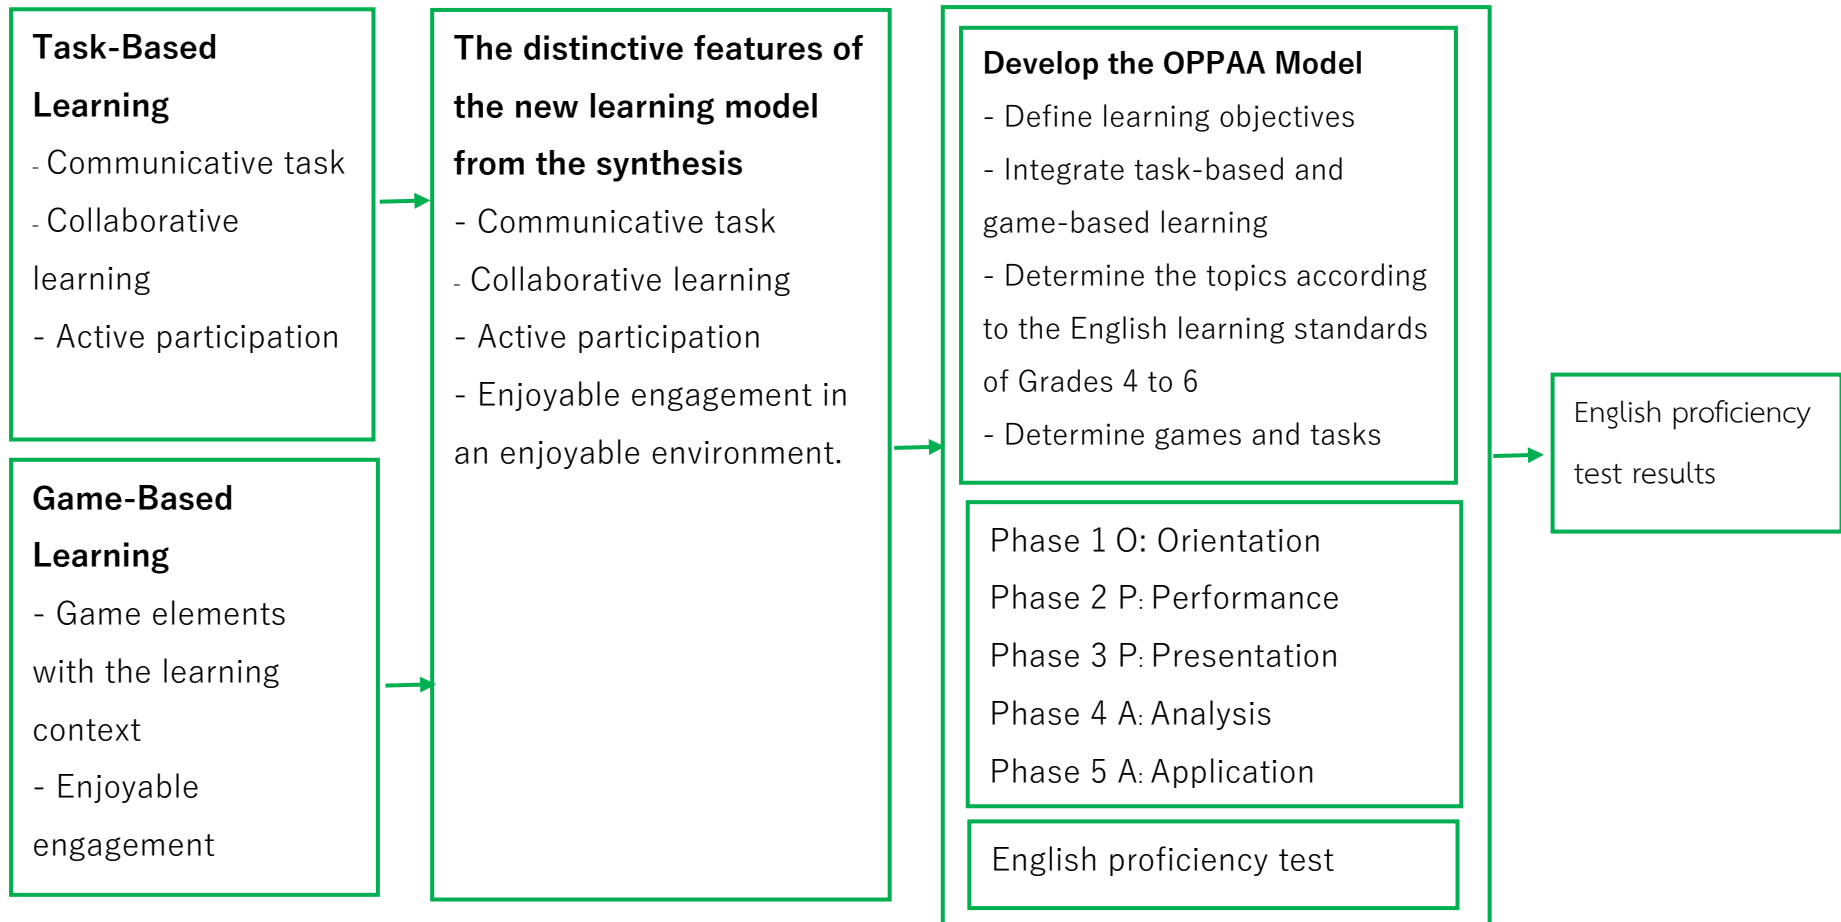 Task-Based
Learning
- Communicative task
- Collaborative
learning
- Active participation
Game-Based
Learning
- Game elements
with the learning
context
- Enjoyable
engagement
The distinctive features of
the new learning model
from the synthesis
- Communicative task
- Collaborative learning
- Active participation
- Enjoyable engagement in
an enjoyable environment.
Develop the OPPAA Model
- Define learning objectives
- Integrate task-based and
game-based learning
- Determine the topics according
to the English learning standards
of Grades 4 to 6
- Determine games and tasks
Phase 1 O: Orientation
Phase 2 P: Performance
Phase 3 P: Presentation
Phase 4 A: Analysis
Phase 5 A: Application
English proficiency test
English proficiency
test results